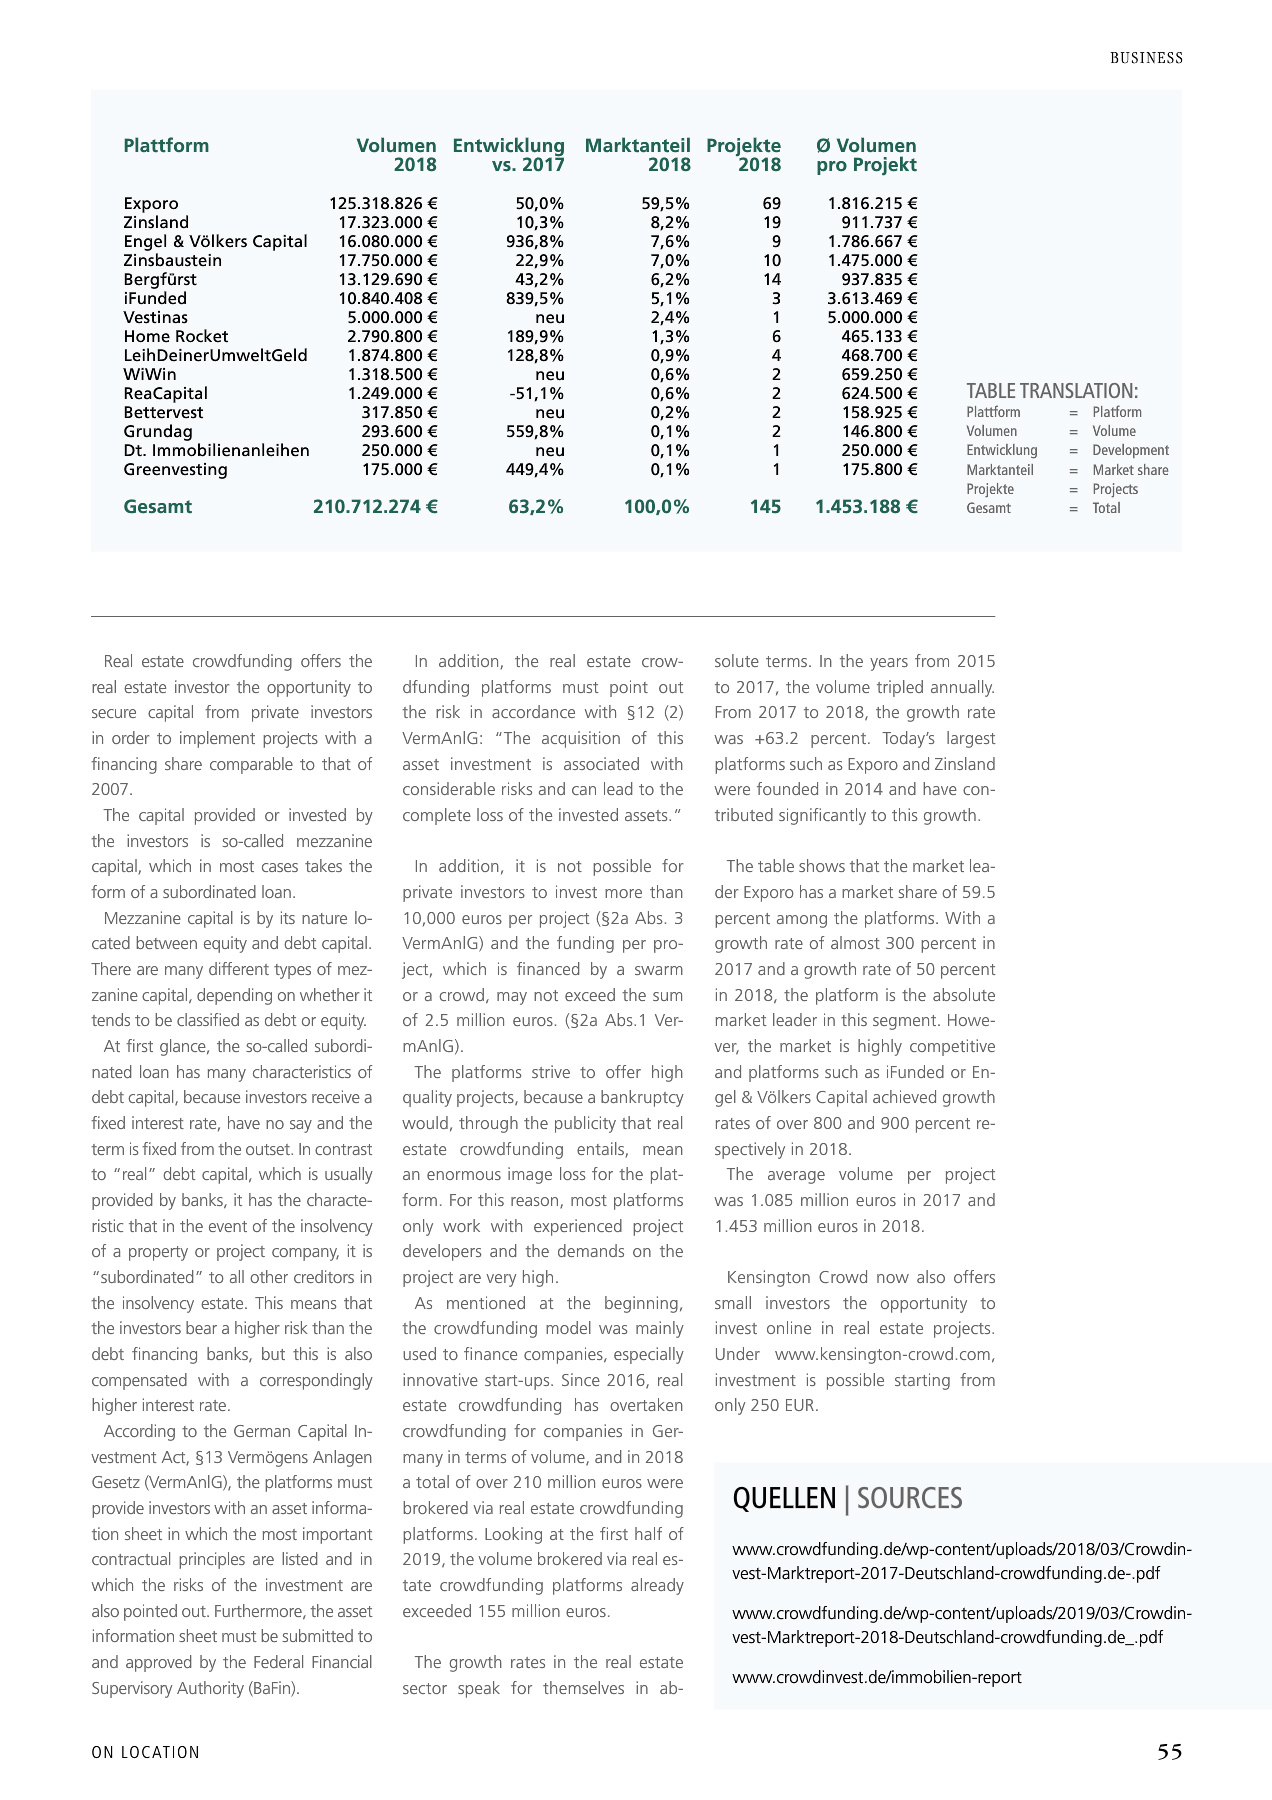 BUSINESS
Plattform Volumen 2018 Entwicklung vs. 2017 Marktanteil 2018 Projekte 2018 Ø Volumen pro Projekt
Exporo 125.318.826 € 50,0% 59,5% 69 1.816.215 €
Zinsland 17.323.000 € 10,3% 8,2% 19 911.737 €
Engel & Völkers Capital 16.080.000 € 936,8% 7,6% 9 1.786.667 €
Zinsbaustein 17.750.000 € 22,9% 7,0% 10 1.475.000 €
Bergfürst 13.129.690 € 43,2% 6,2% 14 937.835 €
iFunded 10.840.408 € 839,5% 5,1% 3 3.613.469 €
Vestinas 5.000.000 € neu 2,4% 1 5.000.000 €
Home Rocket 2.790.800 € 189,9% 1,3% 6 465.133 €
LeihDeinerUmweltGeld 1.874.800 € 128,8% 0,9% 4 468.700 €
WiWin 1.318.500 € neu 0,6% 2 659.250 €
ReaCapital 1.249.000 € -51,1% 0,6% 2 624.500 €
Bettervest 317.850 € neu 0,2% 2 158.925 €
Grundag 293.600 € 559,8% 0,1% 2 146.800 €
Dt. Immobilienanleihen 250.000 € neu 0,1% 1 250.000 €
Greenvesting 175.000 € 449,4% 0,1% 1 175.800 €
Gesamt 210.712.274 € 63,2% 100,0% 145 1.453.188 €
TABLE TRANSLATION:
Plattform = Platform
Volumen = Volume
Entwicklung = Development
Marktanteil = Market share
Projekte = Projects
Gesamt = Total
Real estate crowdfunding offers the
real estate investor the opportunity to
secure capital from private investors
in order to implement projects with a
financing share comparable to that of
2007.
The capital provided or invested by
the investors is so-called mezzanine
capital, which in most cases takes the
form of a subordinated loan.
Mezzanine capital is by its nature lo-
cated between equity and debt capital.
There are many different types of mez-
zanine capital, depending on whether it
tends to be classified as debt or equity.
At first glance, the so-called subordi-
nated loan has many characteristics of
debt capital, because investors receive a
fixed interest rate, have no say and the
term is fixed from the outset. In contrast
to “real” debt capital, which is usually
provided by banks, it has the characte-
ristic that in the event of the insolvency
of a property or project company, it is
“subordinated” to all other creditors in
the insolvency estate. This means that
the investors bear a higher risk than the
debt financing banks, but this is also
compensated with a correspondingly
higher interest rate.
According to the German Capital In-
vestment Act, §13 Vermögens Anlagen
Gesetz (VermAnlG), the platforms must
provide investors with an asset informa-
tion sheet in which the most important
contractual principles are listed and in
which the risks of the investment are
also pointed out. Furthermore, the asset
information sheet must be submitted to
and approved by the Federal Financial
Supervisory Authority (BaFin).
In addition, the real estate crow-
dfunding platforms must point out
the risk in accordance with §12 (2)
VermAnlG: “The acquisition of this
asset investment is associated with
considerable risks and can lead to the
complete loss of the invested assets.”
In addition, it is not possible for
private investors to invest more than
10,000 euros per project (§2a Abs. 3
VermAnlG) and the funding per pro-
ject, which is financed by a swarm
or a crowd, may not exceed the sum
of 2.5 million euros. (§2a Abs.1 Ver-
mAnlG).
The platforms strive to offer high
quality projects, because a bankruptcy
would, through the publicity that real
estate crowdfunding entails, mean
an enormous image loss for the plat-
form. For this reason, most platforms
only work with experienced project
developers and the demands on the
project are very high.
As mentioned at the beginning,
the crowdfunding model was mainly
used to finance companies, especially
innovative start-ups. Since 2016, real
estate crowdfunding has overtaken
crowdfunding for companies in Ger-
many in terms of volume, and in 2018
a total of over 210 million euros were
brokered via real estate crowdfunding
platforms. Looking at the first half of
2019, the volume brokered via real es-
tate crowdfunding platforms already
exceeded 155 million euros.
The growth rates in the real estate
sector speak for themselves in ab-
solute terms. In the years from 2015
to 2017, the volume tripled annually.
From 2017 to 2018, the growth rate
was +63.2 percent. Today’s largest
platforms such as Exporo and Zinsland
were founded in 2014 and have con-
tributed significantly to this growth.
The table shows that the market lea-
der Exporo has a market share of 59.5
percent among the platforms. With a
growth rate of almost 300 percent in
2017 and a growth rate of 50 percent
in 2018, the platform is the absolute
market leader in this segment. Howe-
ver, the market is highly competitive
and platforms such as iFunded or En-
gel & Völkers Capital achieved growth
rates of over 800 and 900 percent re-
spectively in 2018.
The average volume per project
was 1.085 million euros in 2017 and
1.453 million euros in 2018.
Kensington Crowd now also offers
small investors the opportunity to
invest online in real estate projects.
Under www.kensington-crowd.com,
investment is possible starting from
only 250 EUR.
QUELLEN | SOURCES
www.crowdfunding.de/wp-content/uploads/2018/03/Crowdin-
vest-Marktreport-2017-Deutschland-crowdfunding.de-.pdf
www.crowdfunding.de/wp-content/uploads/2019/03/Crowdin-
vest-Marktreport-2018-Deutschland-crowdfunding.de_.pdf
www.crowdinvest.de/immobilien-report
ON LOCATION
55